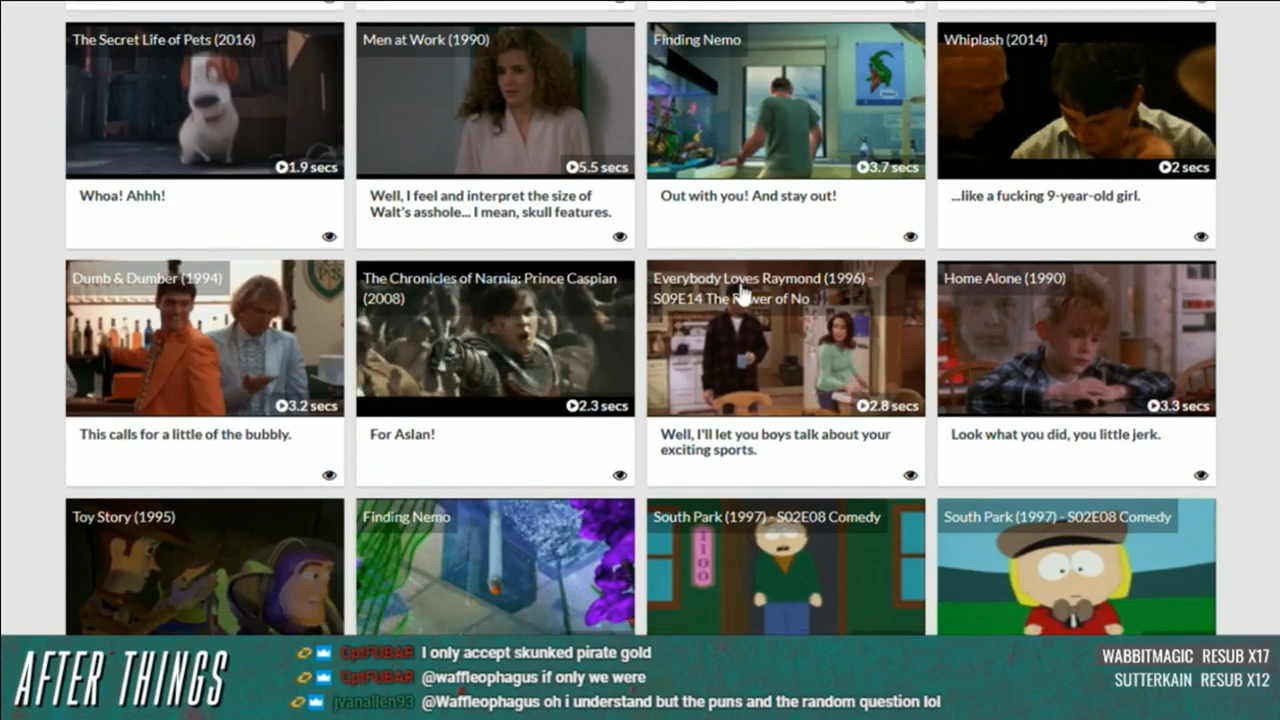 The Secret Life of Pets (2016)
Men at Work (1990)
Finding Nemo
Whiplash (2014)
1.9 secs
5.5 secs
3.7 secs
2 secs
Whoa! Ahhh!
Well, I feel and interpret the size of
Walt's asshole... I mean, skull features.
Out with you! And stay out!
...like a fucking 9-year-old girl.
Dumb & Dumber (1994)
The Chronicles of Narnia: Prince Caspian
(2008)
Everybody Loves Raymond (1996) -
S09E14 The Power of No
Home Alone (1990)
3.2 secs
2.3 secs
2.8 secs
3.3 secs
This calls for a little of the bubbly.
For Aslan!
Well, I'll let you boys talk about your
exciting sports.
Look what you did, you little jerk.
Toy Story (1995)
Finding Nemo
South Park (1997) - S02E08 Comedy
South Park (1997) - S02E08 Comedy
AFTER THINGS
CptFUBAR I only accept skunked pirate gold
CptFUBAR @waffleophagus if only we were
jvanallen93 @Waffleophagus oh i understand but the puns and the random question lol
WABBITMAGIC RESUB X17
SUTTERKAIN RESUB X12